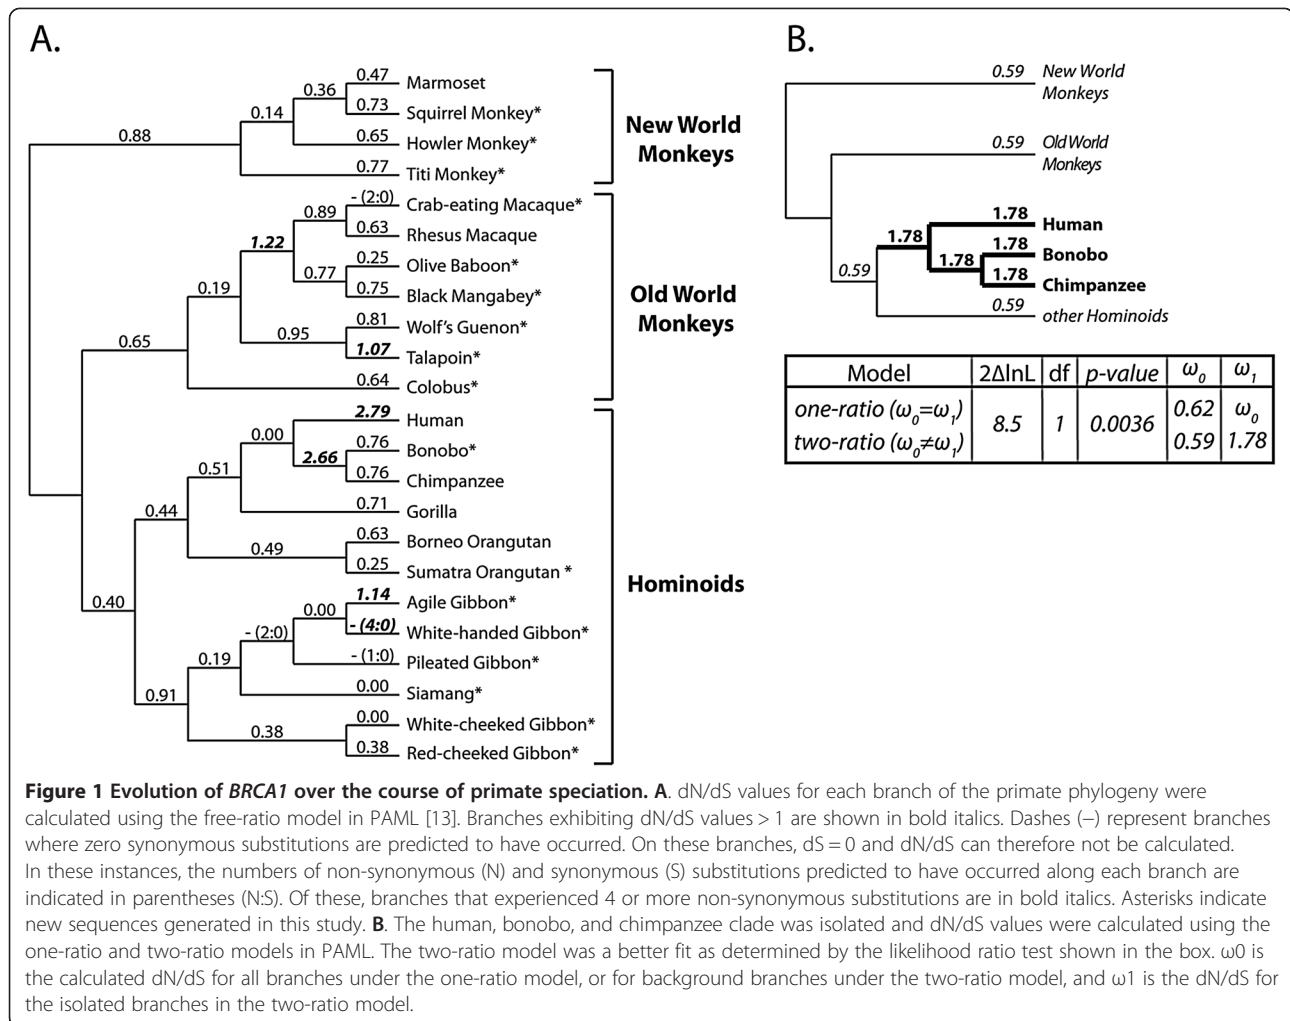 A.
0.47
Marmoset
0.36
0.73
Squirrel Monkey*
0.14
0.65
Howler Monkey*
0.88
0.77
Titi Monkey*
New World
Monkeys
- (2:0)
Crab-eating Macaque*
0.89
0.63
Rhesus Macaque
1.22
0.25
Olive Baboon*
0.77
0.75
Black Mangabey*
0.19
0.81
Wolf's Guenon*
0.95
1.07
Talapoin*
0.65
0.64
Colobus*
Old World
Monkeys
2.79
Human
0.00
0.76
Bonobo*
2.66
0.76
Chimpanzee
0.51
0.71
Gorilla
0.44
0.63
Borneo Orangutan
0.49
0.25
Sumatra Orangutan *
0.40
1.14
Agile Gibbon*
0.00
- (4:0)
White-handed Gibbon*
- (2:0)
- (1:0)
Pileated Gibbon*
0.19
0.00
Siamang*
0.91
0.00
White-cheeked Gibbon*
0.38
0.38
Red-cheeked Gibbon*
Hominoids
B.
0.59
New World
Monkeys
0.59
Old World
Monkeys
1.78
Human
1.78
1.78
Bonobo
1.78
1.78
Chimpanzee
0.59
0.59
other Hominoids
Model 2ΔlnL df p-value ω0 ω1
one-ratio (ω0=ω1) 8.5 1 0.0036 0.62 ω0
two-ratio (ω0≠ω1) 0.59 1.78
Figure 1 Evolution of BRCA1 over the course of primate speciation. A. dN/dS values for each branch of the primate phylogeny were
calculated using the free-ratio model in PAML [13]. Branches exhibiting dN/dS values > 1 are shown in bold italics. Dashes (−) represent branches
where zero synonymous substitutions are predicted to have occurred. On these branches, dS = 0 and dN/dS can therefore not be calculated.
In these instances, the numbers of non-synonymous (N) and synonymous (S) substitutions predicted to have occurred along each branch are
indicated in parentheses (N:S). Of these, branches that experienced 4 or more non-synonymous substitutions are in bold italics. Asterisks indicate
new sequences generated in this study. B. The human, bonobo, and chimpanzee clade was isolated and dN/dS values were calculated using the
one-ratio and two-ratio models in PAML. The two-ratio model was a better fit as determined by the likelihood ratio test shown in the box. ω0 is
the calculated dN/dS for all branches under the one-ratio model, or for background branches under the two-ratio model, and ω1 is the dN/dS for
the isolated branches in the two-ratio model.